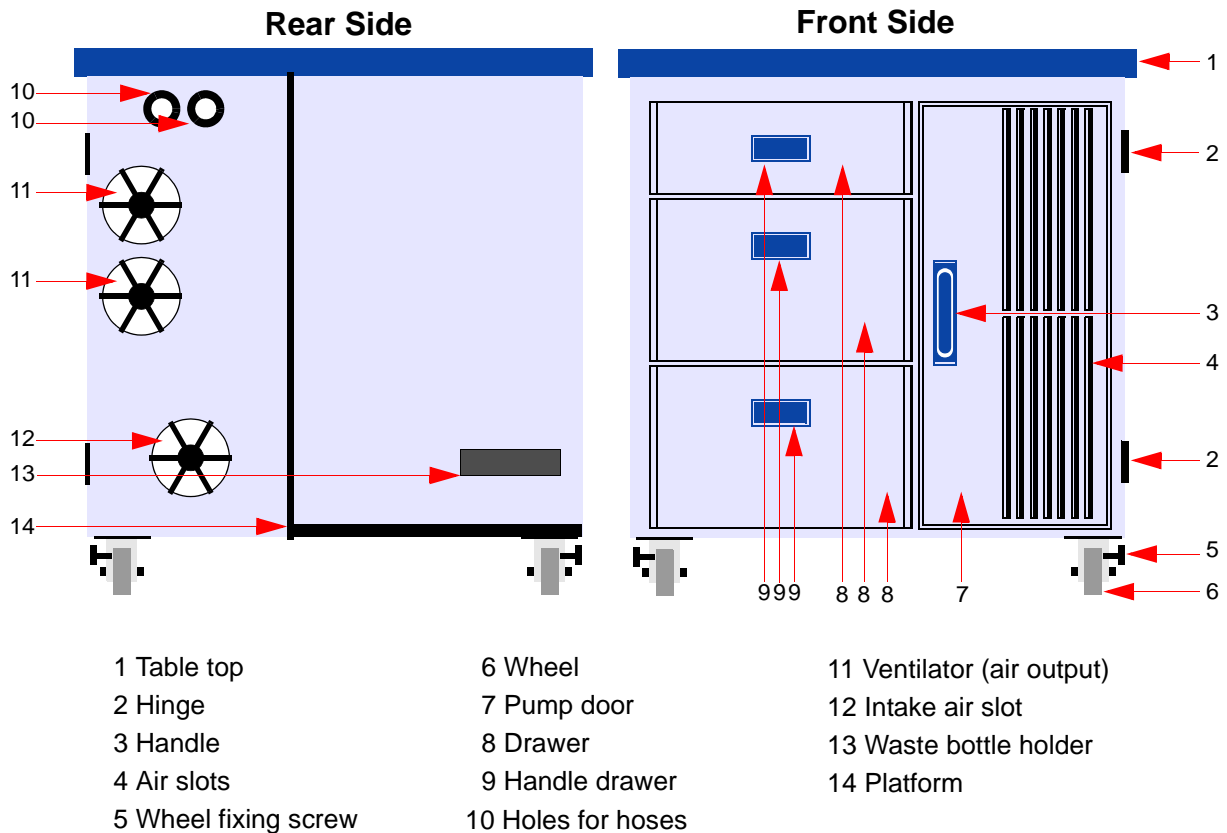 Rear Side
Front Side
1
10
10
2
11
11
3
4
12
2
13
14
5
9 9 9 8 8 8 7
6
1 Table top
2 Hinge
3 Handle
4 Air slots
5 Wheel fixing screw
6 Wheel
7 Pump door
8 Drawer
9 Handle drawer
10 Holes for hoses
11 Ventilator (air output)
12 Intake air slot
13 Waste bottle holder
14 Platform